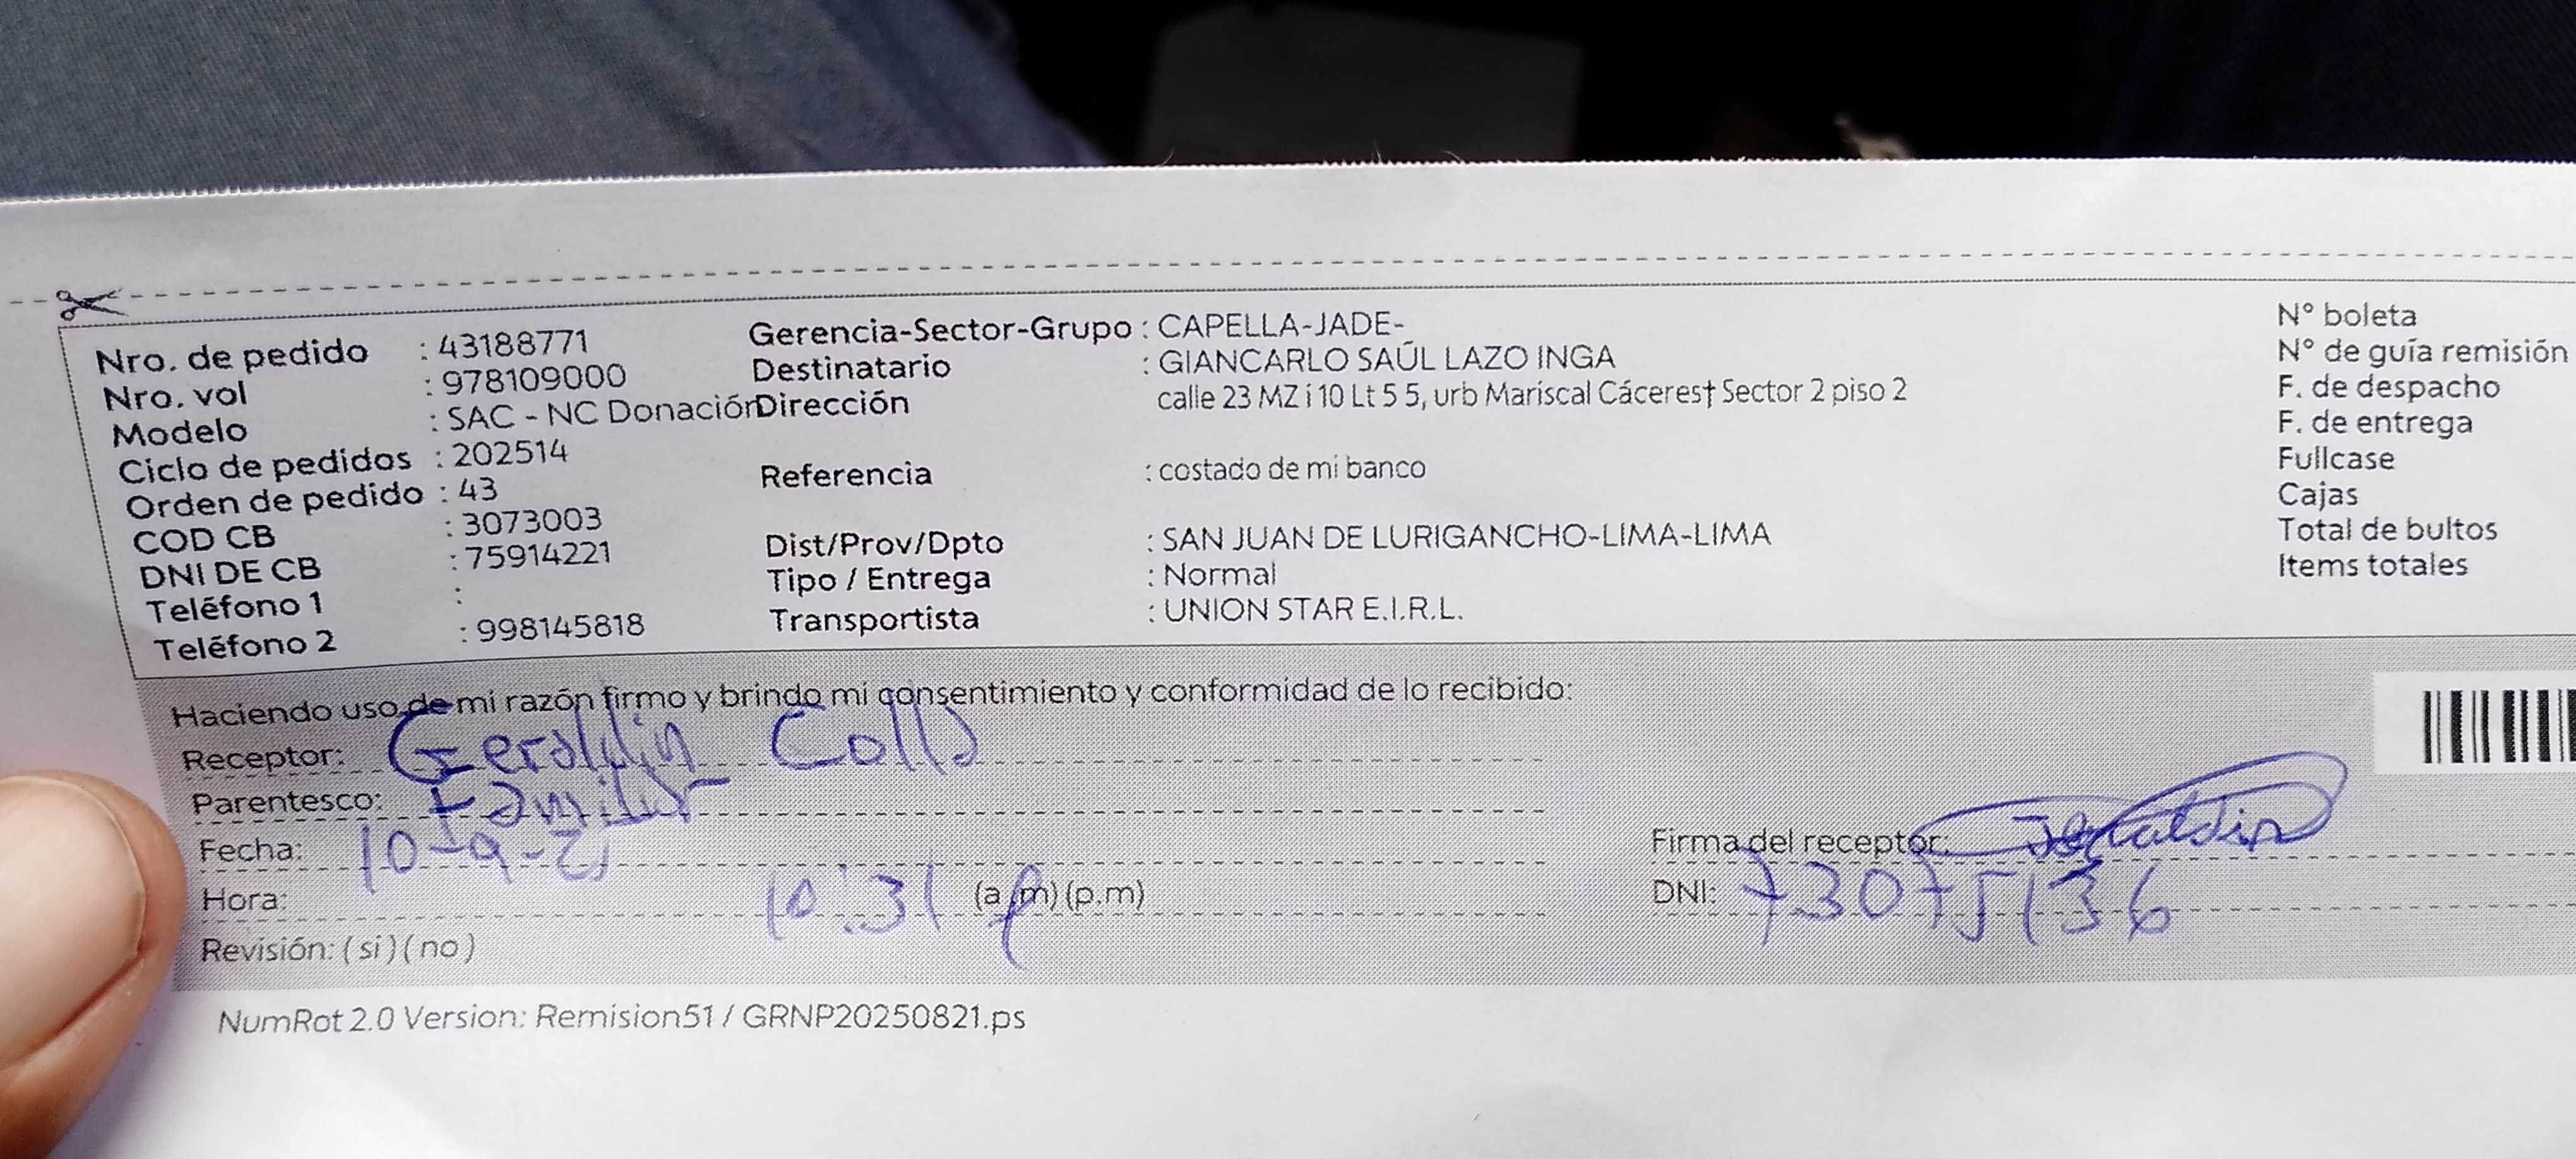 Nro. de pedido : 43188771
Nro. vol : 978109000
Modelo : SAC - NC Donación
Ciclo de pedidos : 202514
Orden de pedido : 43
COD CB : 3073003
DNI DE CB : 75914221
Teléfono 1 :
Teléfono 2 : 998145818
Gerencia-Sector-Grupo : CAPELLA-JADE-
Destinatario : GIANCARLO SAÚL LAZO INGA
Dirección calle 23 MZ i 10 Lt 5 5, urb Mariscal Cáceres† Sector 2 piso 2
Referencia : costado de mi banco
Dist/Prov/Dpto : SAN JUAN DE LURIGANCHO-LIMA-LIMA
Tipo / Entrega : Normal
Transportista : UNION STAR E.I.R.L.
N° boleta
N° de guía remisión
F. de despacho
F. de entrega
Fullcase
Cajas
Total de bultos
Items totales
Haciendo uso de mi razón firmo y brindo mi consentimiento y conformidad de lo recibido:
Receptor: Geraldin
Parentesco: Familiar
Fecha: 10-9-25
Hora: 10:31 (a.m) (p.m)
Revisión: ( si ) ( no )
Firma del receptor: Jeraldin
DNI: 73075136
NumRot 2.0 Version: Remision51 / GRNP20250821.ps